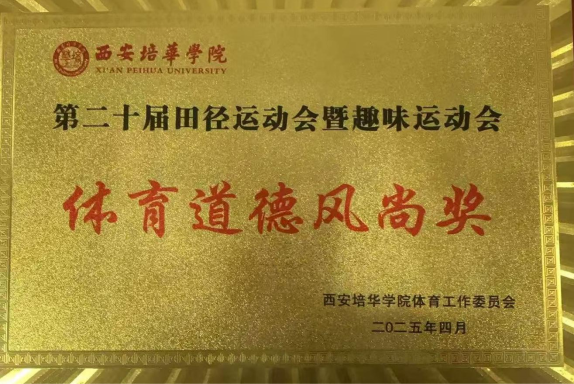 西安培華學院
XI'AN PEIHUA UNIVERSITY
第二十届田径运动会暨趣味运动会
体育道德风尚奖
西安培华学院体育工作委员会
二〇二五年四月